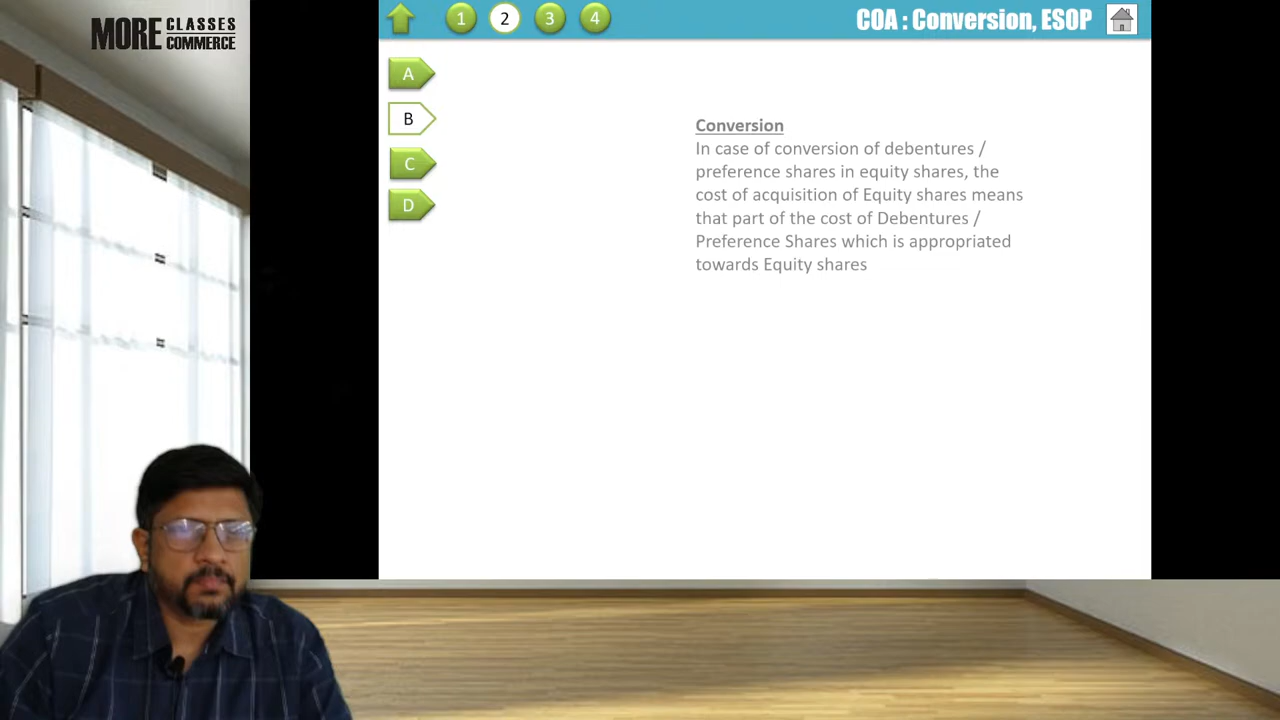 MORE CLASSES COMMERCE
1 2 3 4
COA : Conversion, ESOP
A
B
C
D
Conversion
In case of conversion of debentures /
preference shares in equity shares, the
cost of acquisition of Equity shares means
that part of the cost of Debentures /
Preference Shares which is appropriated
towards Equity shares